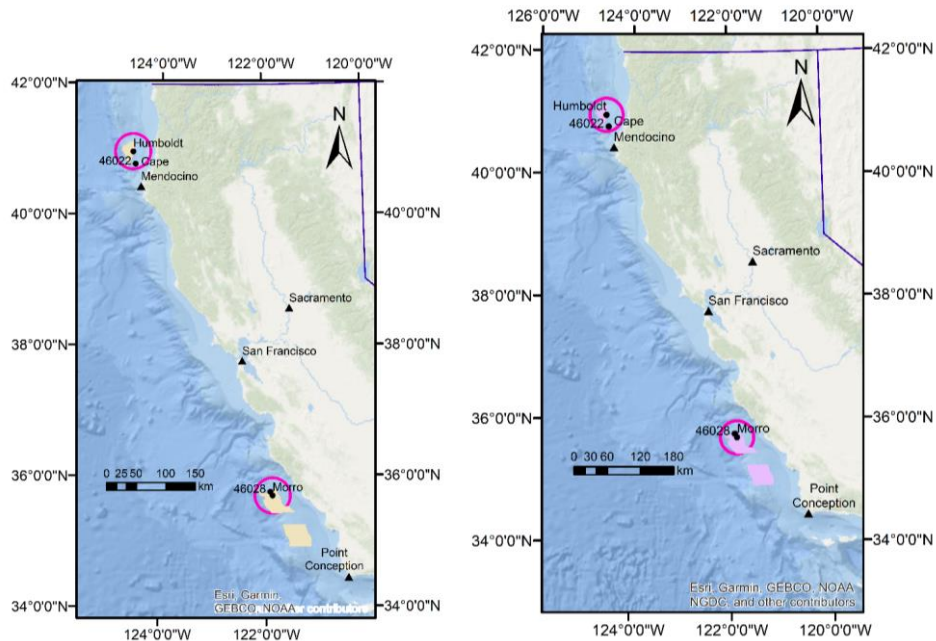 124°0'0"W 122°0'0"W 120°0'0"W
42°0'0"N
N
Humboldt
46022 Cape
Mendocino
40°0'0"N 40°0'0"N
Sacramento
San Francisco
38°0'0"N 38°0'0"N
36°0'0"N 36°0'0"N
0 25 50 100 150
km
46028 Morro
Point
Conception
Esri, Garmin,
GEBCO, NOAA contributors
34°0'0"N 34°0'0"N
124°0'0"W 122°0'0"W
126°0'0"W 124°0'0"W 122°0'0"W 120°0'0"W
42°0'0"N 42°0'0"N
N
Humboldt
46022 Cape
Mendocino
40°0'0"N 40°0'0"N
Sacramento
San Francisco
38°0'0"N 38°0'0"N
36°0'0"N 36°0'0"N
46028 Morro
0 30 60 120 180
km
Point
Conception
34°0'0"N 34°0'0"N
Esri, Garmin, GEBCO, NOAA
NGDC, and other contributors
124°0'0"W 122°0'0"W 120°0'0"W